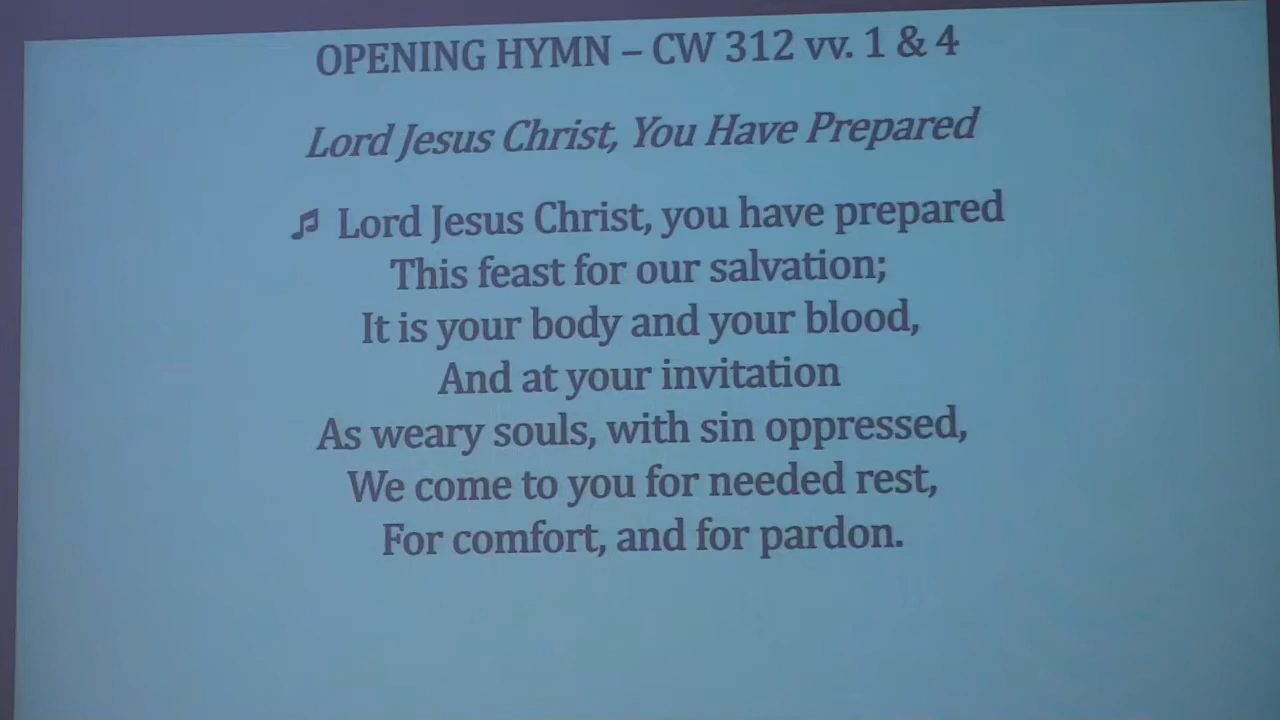 OPENING HYMN – CW 312 vv. 1 & 4
Lord Jesus Christ, You Have Prepared
♫ Lord Jesus Christ, you have prepared
This feast for our salvation;
It is your body and your blood,
And at your invitation
As weary souls, with sin oppressed,
We come to you for needed rest,
For comfort, and for pardon.